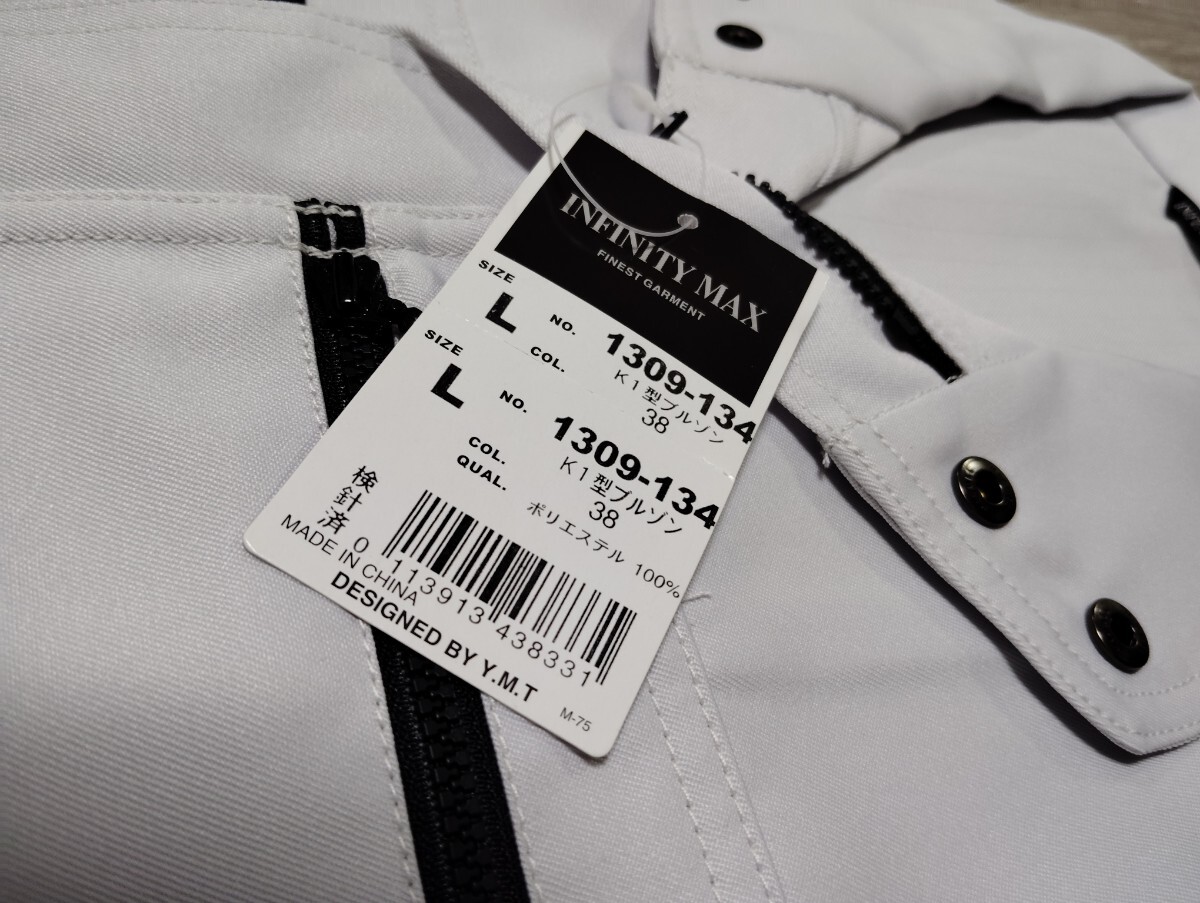 INFINITY MAX
FINEST GARMENT
SIZE
L
NO. 1309-134
K1型ブルゾン
COL. 38
SIZE
L
NO. 1309-134
K1型ブルゾン
COL. 38
QUAL. ポリエステル 100%
検針済
0 113913 438331
MADE IN CHINA
DESIGNED BY Y.M.T
M-75